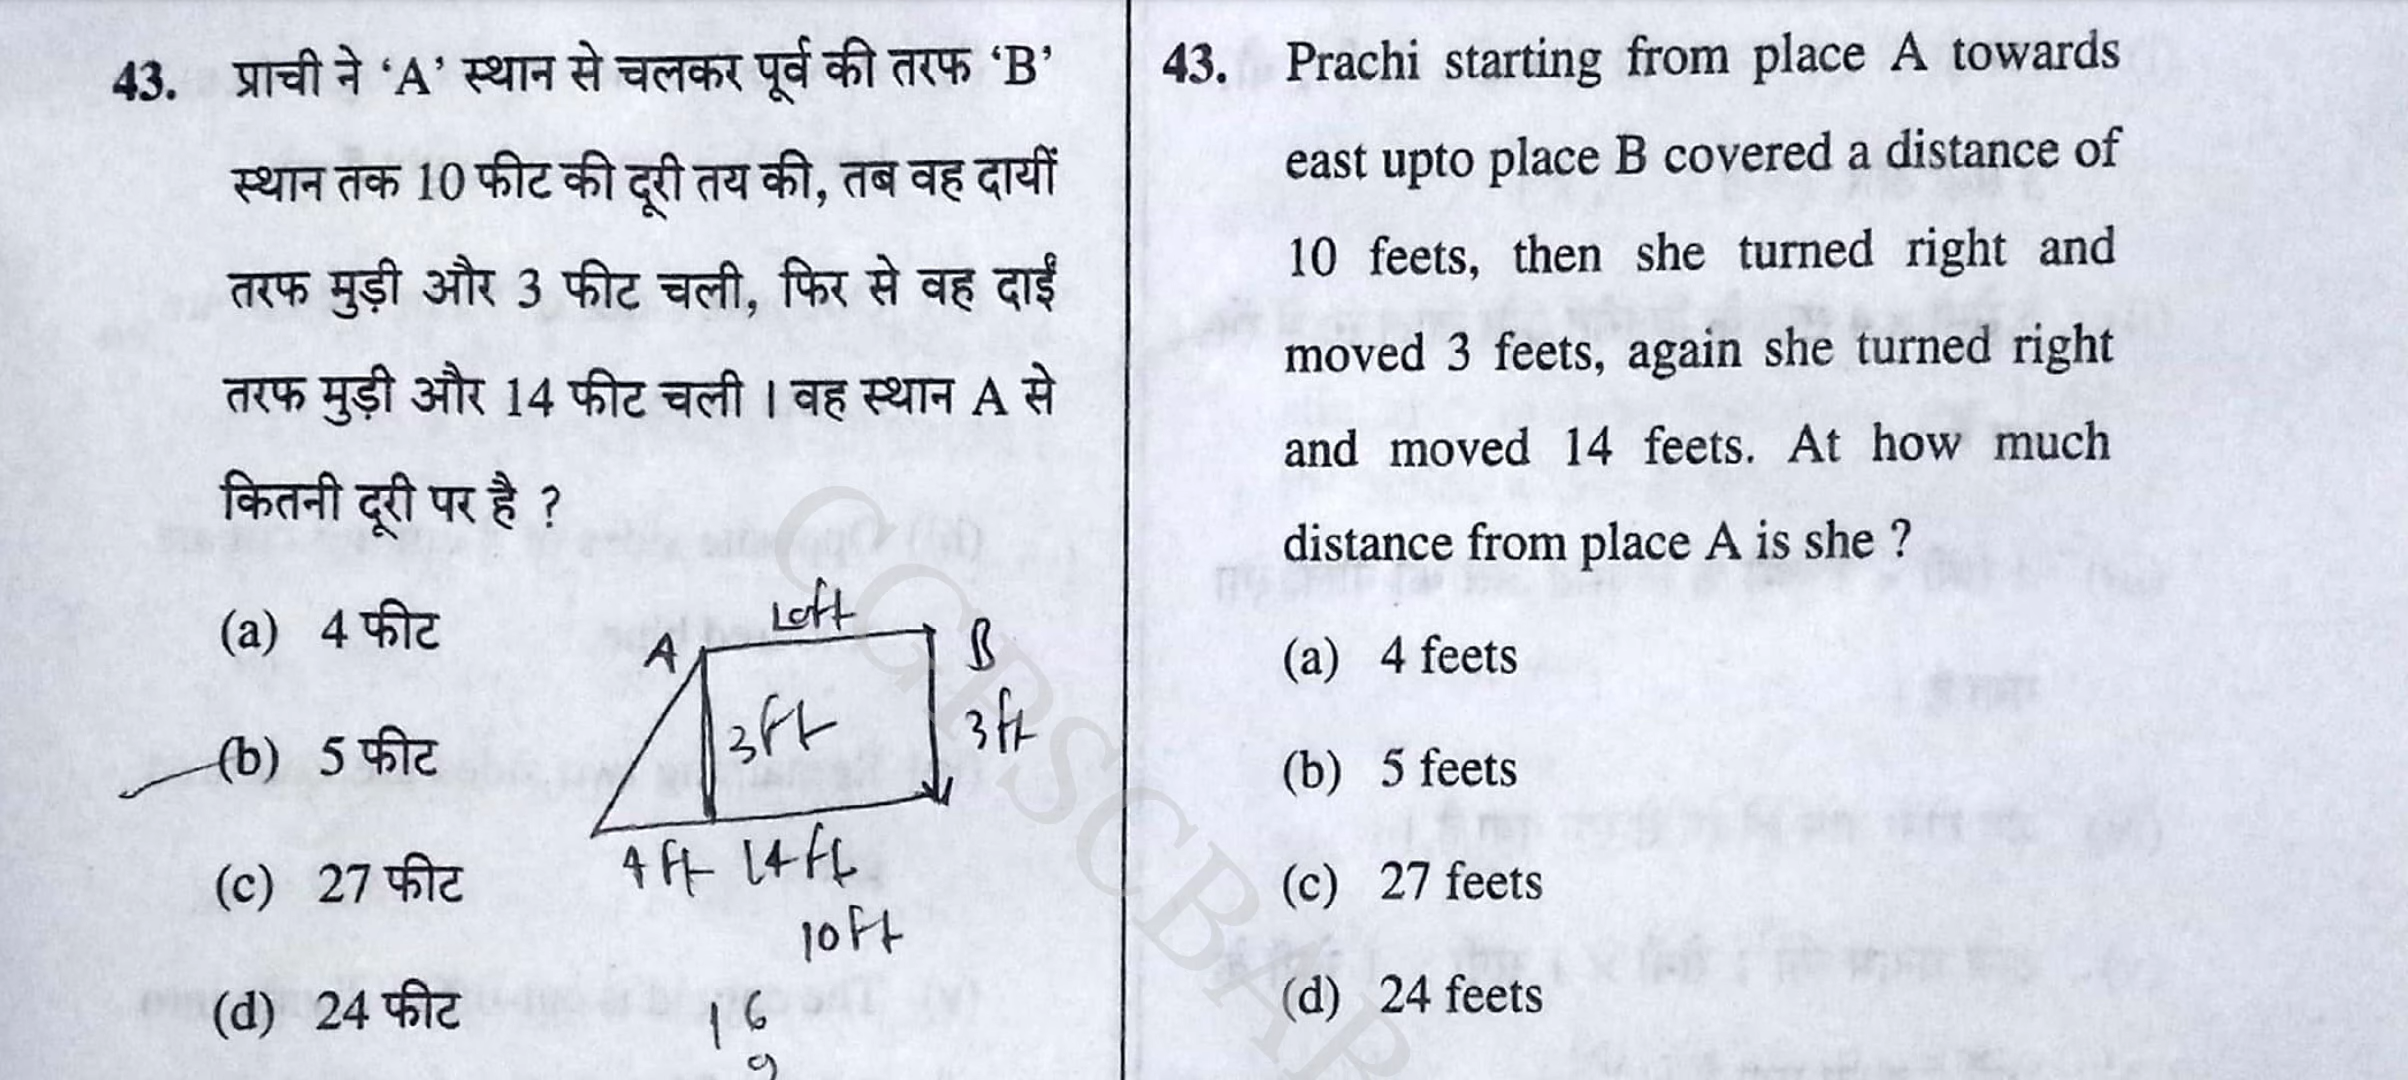 43. प्राची ने ‘A’ स्थान से चलकर पूर्व की तरफ ‘B’
स्थान तक 10 फीट की दूरी तय की, तब वह दायीं
तरफ मुड़ी और 3 फीट चली, फिर से वह दाईं
तरफ मुड़ी और 14 फीट चली । वह स्थान A से
कितनी दूरी पर है ?
(a) 4 फीट
(b) 5 फीट
(c) 27 फीट
(d) 24 फीट
10ft
A
B
3ft
3ft
4ft 14ft
10ft
16
9
43. Prachi starting from place A towards
east upto place B covered a distance of
10 feets, then she turned right and
moved 3 feets, again she turned right
and moved 14 feets. At how much
distance from place A is she ?
(a) 4 feets
(b) 5 feets
(c) 27 feets
(d) 24 feets